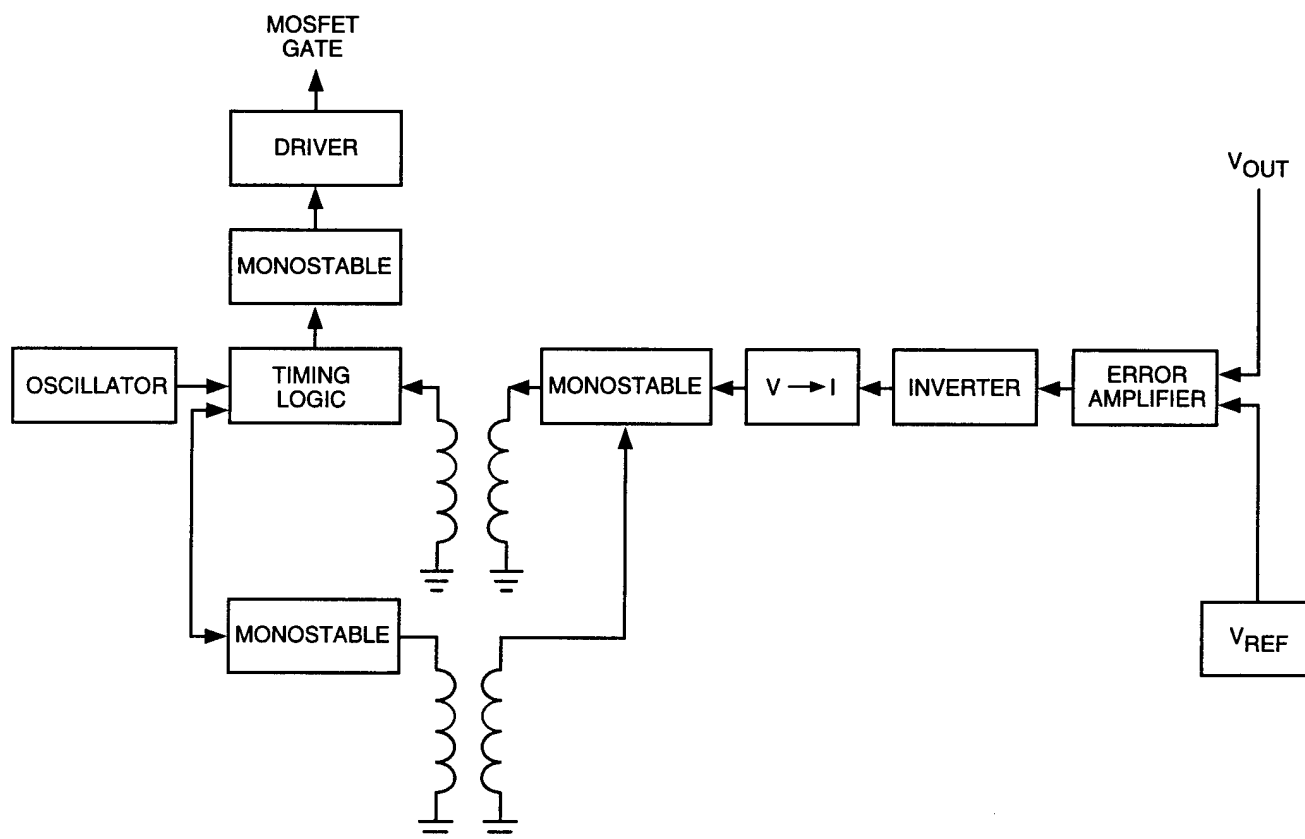 MOSFET
GATE
DRIVER
MONOSTABLE
OSCILLATOR
TIMING
LOGIC
MONOSTABLE
V → I
INVERTER
ERROR
AMPLIFIER
VOUT
MONOSTABLE
VREF